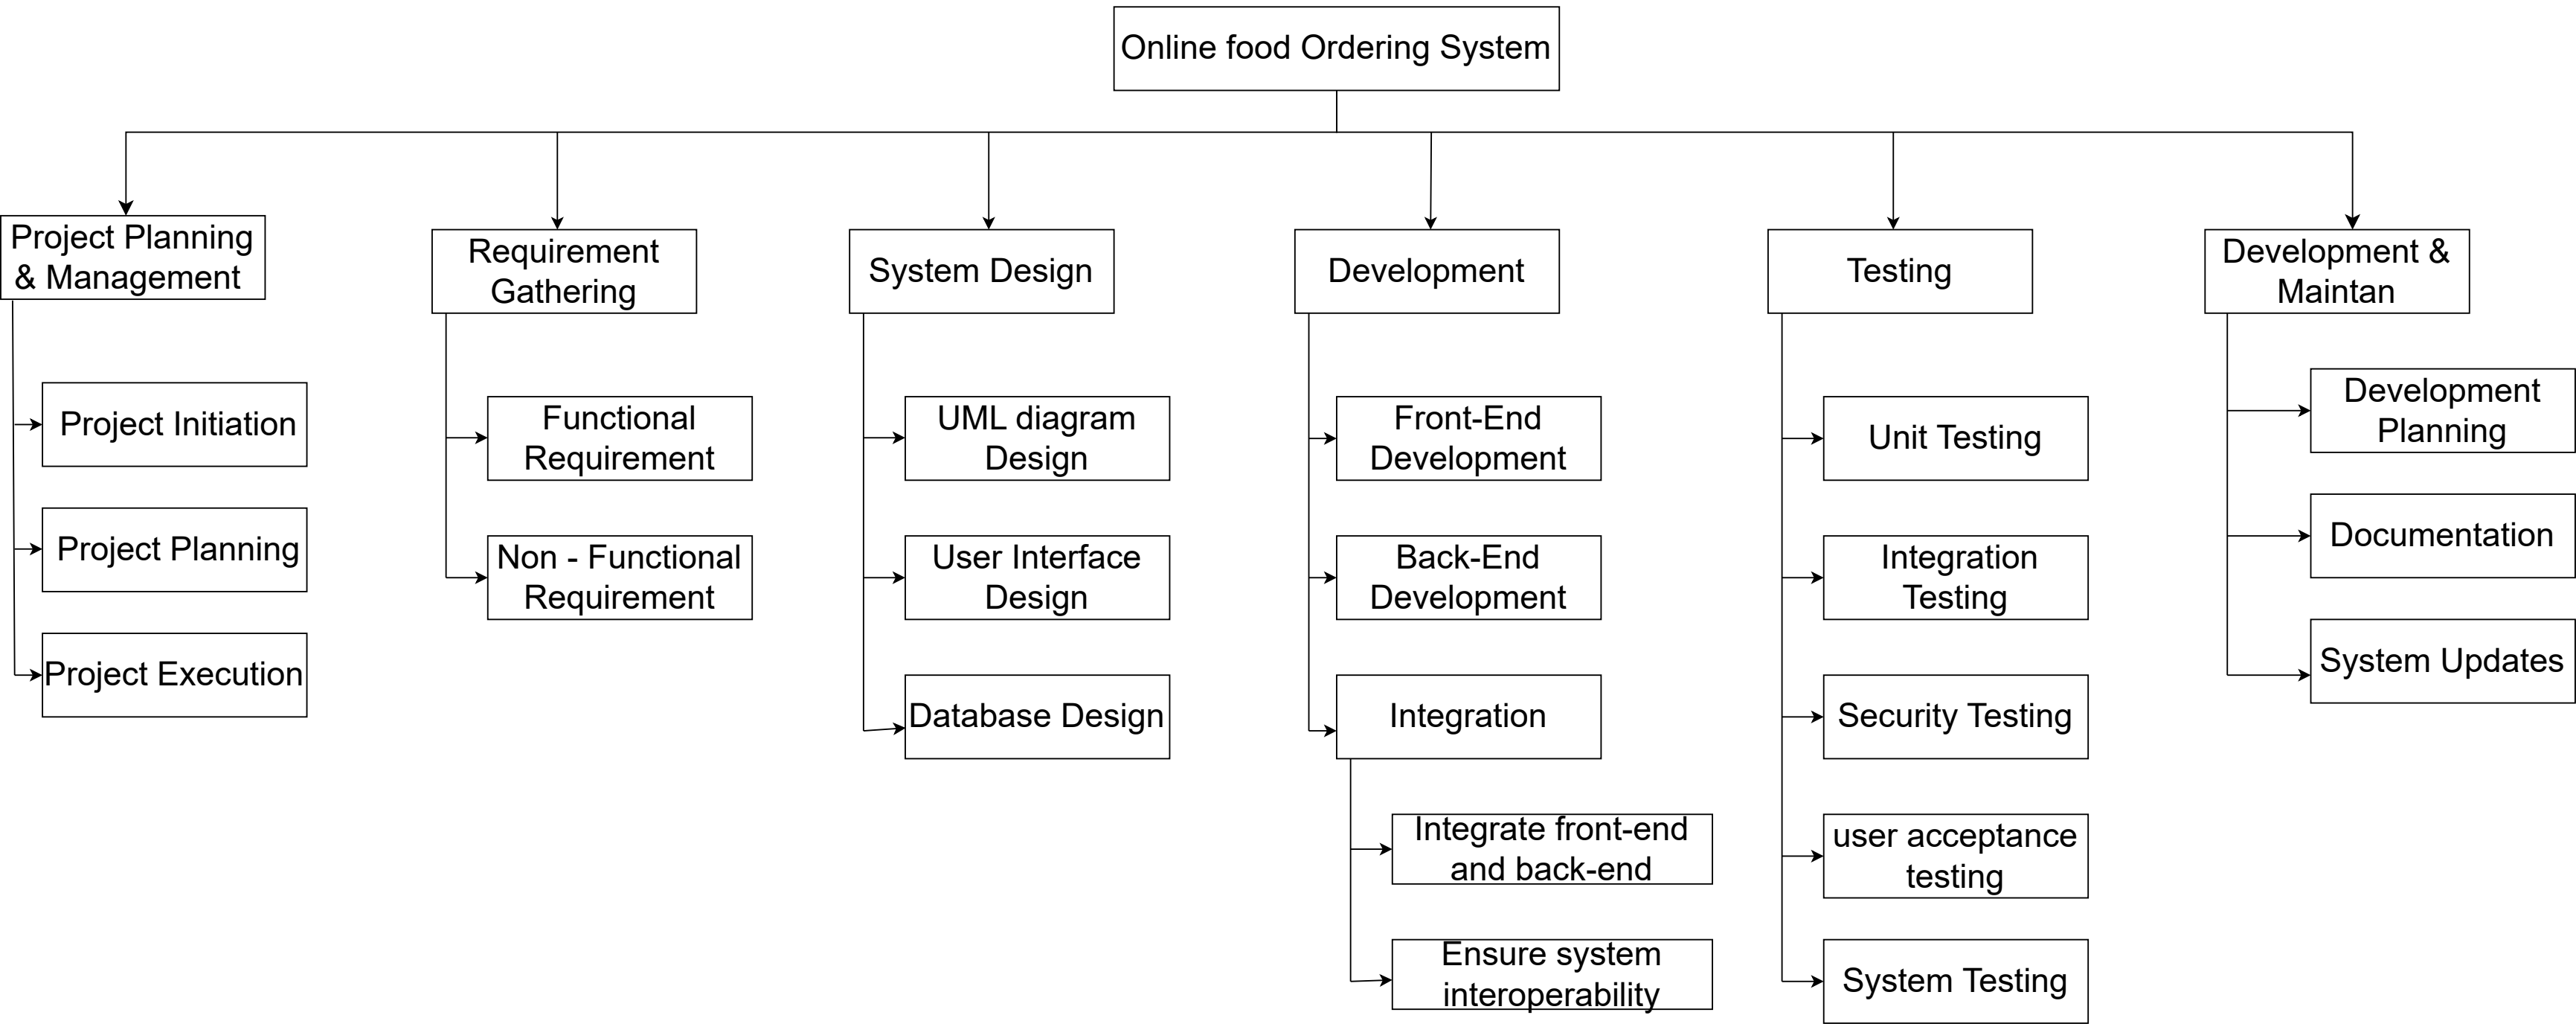 Online food Ordering System
Project Planning
& Management
Requirement
Gathering
System Design
Development
Testing
Development &
Maintan
Project Initiation
Project Planning
Project Execution
Functional
Requirement
Non - Functional
Requirement
UML diagram
Design
User Interface
Design
Database Design
Front-End
Development
Back-End
Development
Integration
Integrate front-end
and back-end
Ensure system
interoperability
Unit Testing
Integration
Testing
Security Testing
user acceptance
testing
System Testing
Development
Planning
Documentation
System Updates